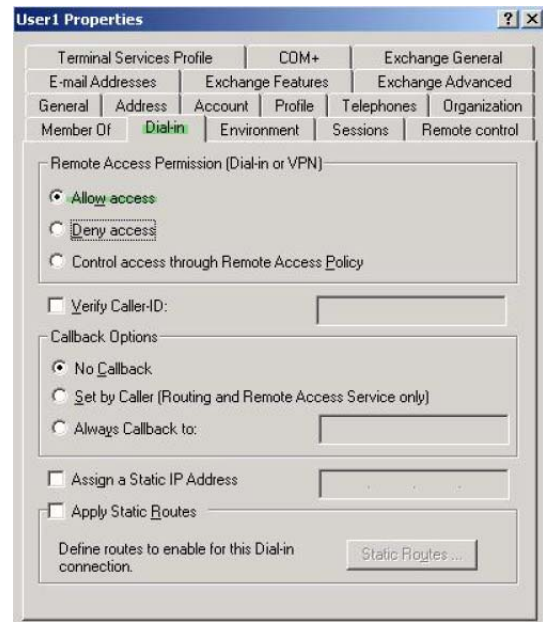 User1 Properties
Terminal Services Profile COM+ Exchange General
E-mail Addresses Exchange Features Exchange Advanced
General Address Account Profile Telephones Organization
Member Of Dial-in Environment Sessions Remote control
Remote Access Permission (Dial-in or VPN)
Allow access
Deny access
Control access through Remote Access Policy
Verify Caller-ID:
Callback Options
No Callback
Set by Caller (Routing and Remote Access Service only)
Always Callback to:
Assign a Static IP Address
Apply Static Routes
Define routes to enable for this Dial-in
connection.
Static Routes ...